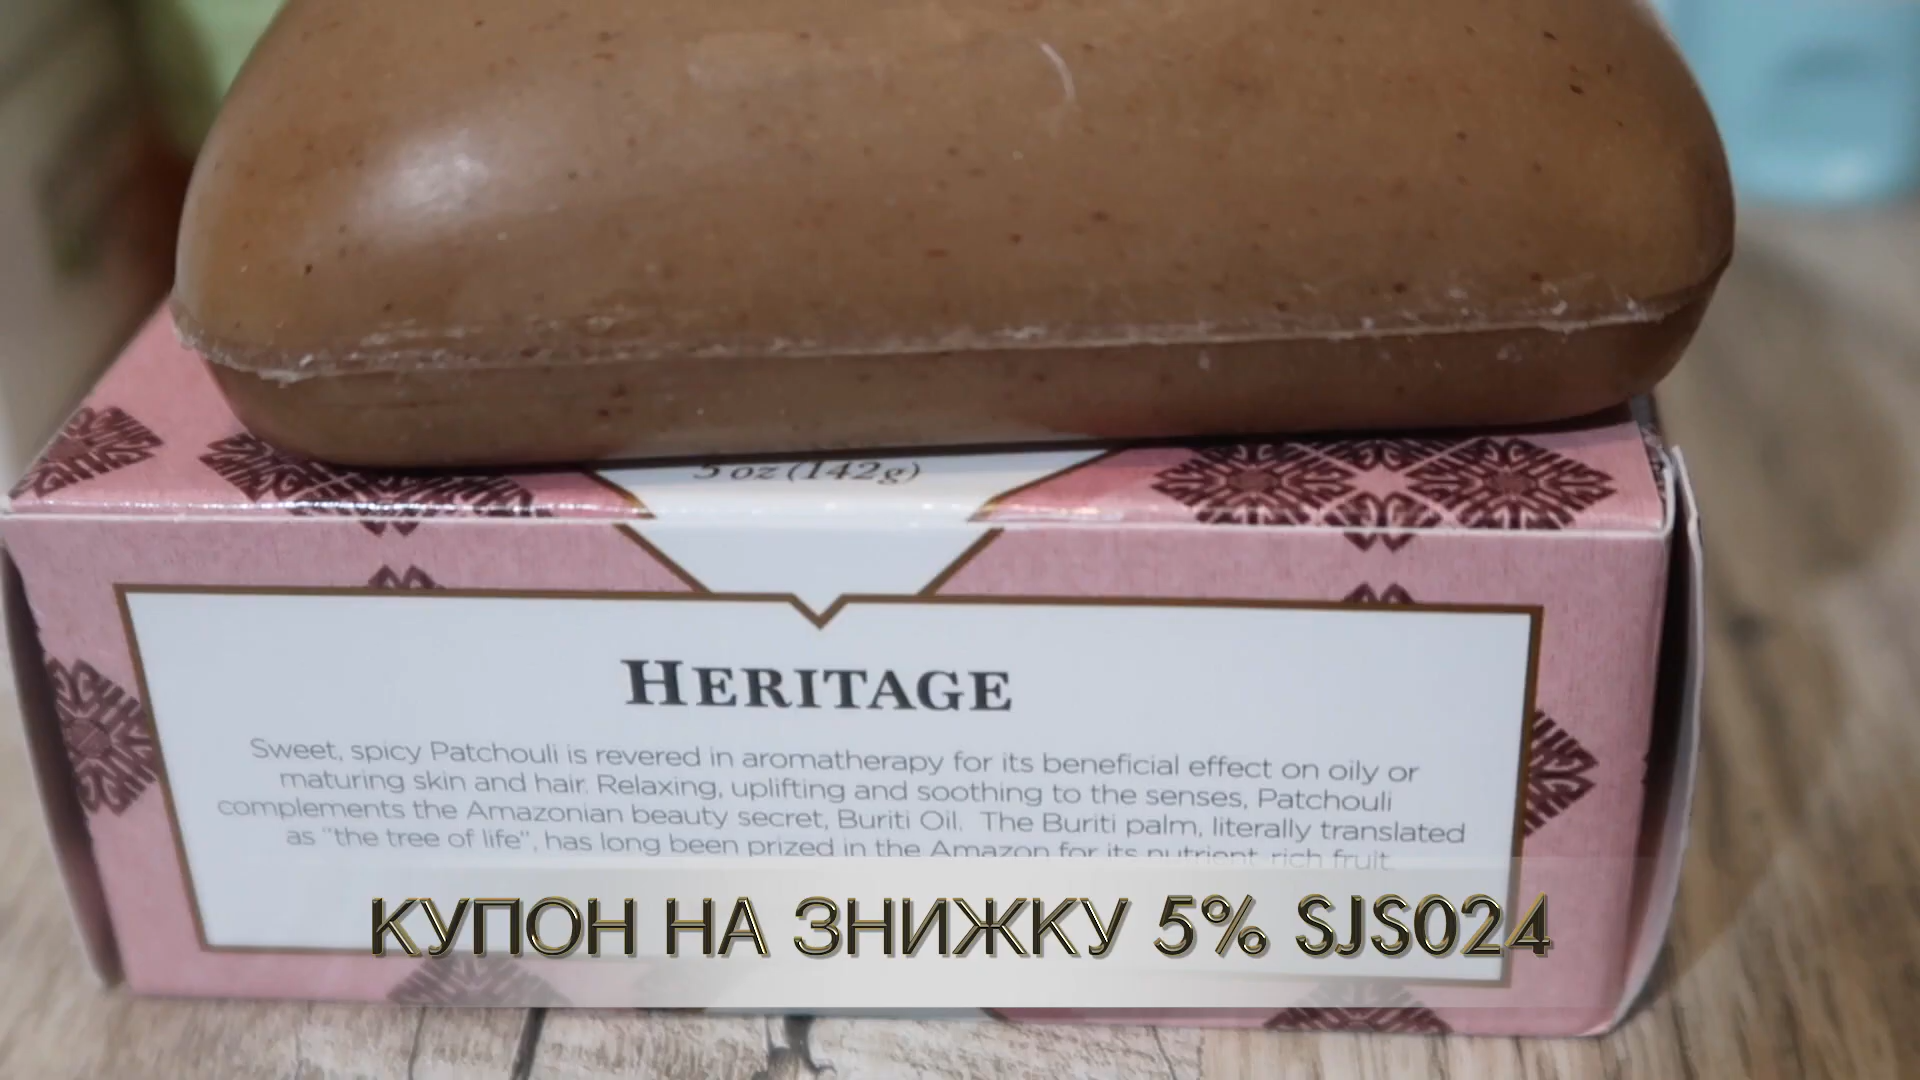 5 oz (142g)
HERITAGE
Sweet, spicy Patchouli is revered in aromatherapy for its beneficial effect on oily or
maturing skin and hair. Relaxing, uplifting and soothing to the senses, Patchouli
complements the Amazonian beauty secret, Buriti Oil. The Buriti palm, literally translated
as "the tree of life", has long been prized in the Amazon for its nutrient rich fruit.
КУПОН НА ЗНИЖКУ 5% SJS024